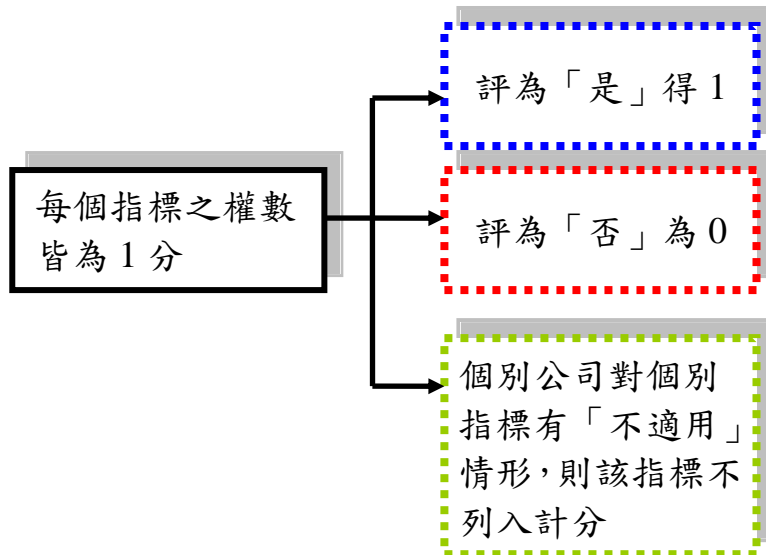 每個指標之權數
皆為 1 分
評為「是」得 1
評為「否」為 0
個別公司對個別
指標有「不適用」
情形，則該指標不
列入計分